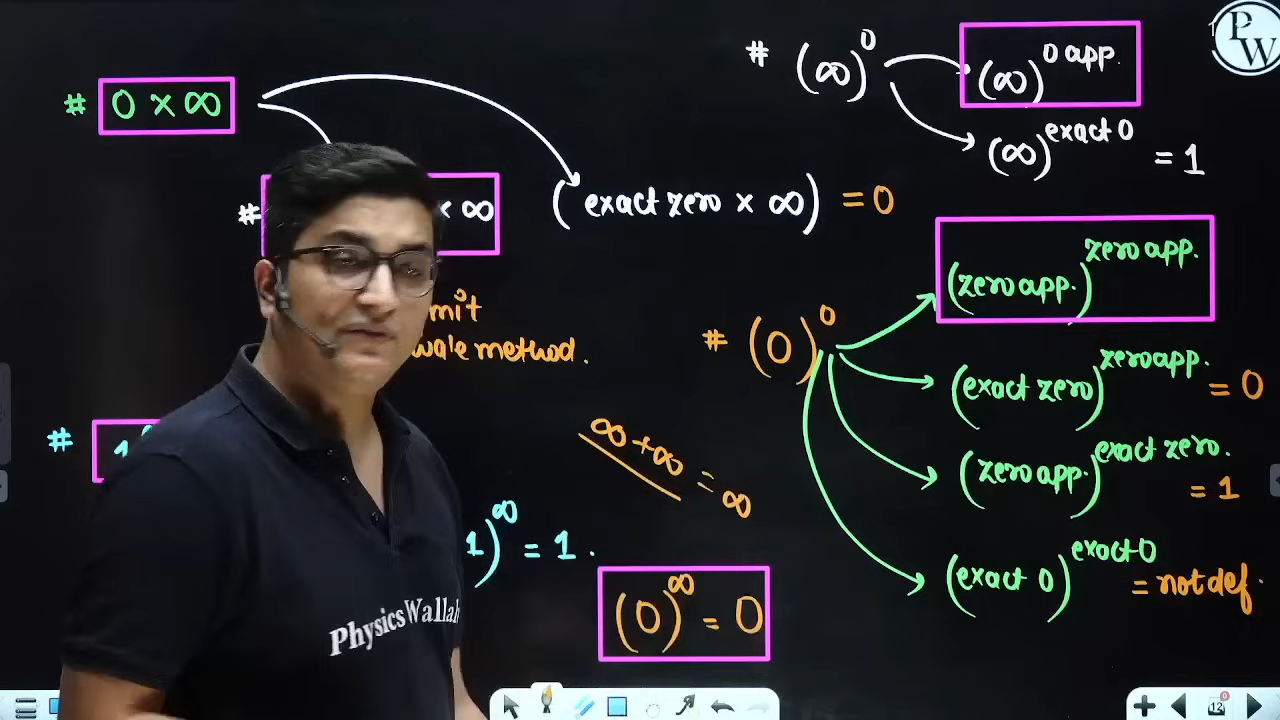 # 0 × ∞
# × ∞
(exact zero × ∞) = 0
mit
wale method.
#
1)^∞ = 1.
∞ + ∞ = ∞
(0)^∞ = 0
# (∞)^0
(∞)^0 app.
(∞)^exact 0 = 1
# (0)^0
(zero app.)^zero app.
(exact zero)^zero app. = 0
(zero app.)^exact zero. = 1
(exact 0)^exact 0 = not def.
PW
Physics Wallah
12